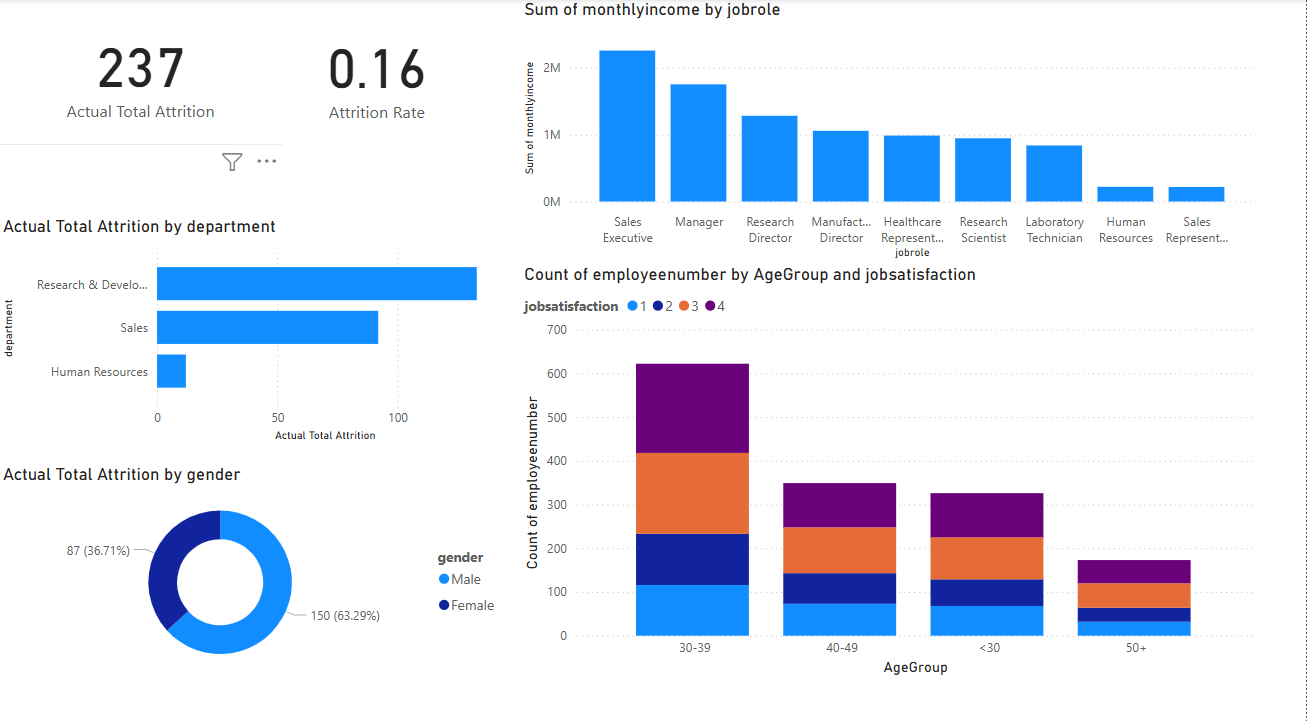 237
Actual Total Attrition
0.16
Attrition Rate
Actual Total Attrition by department
department
Research & Develo...
Sales
Human Resources
0 50 100
Actual Total Attrition
Actual Total Attrition by gender
87 (36.71%)
150 (63.29%)
gender
Male
Female
Sum of monthlyincome by jobrole
Sum of monthlyincome
2M
1M
0M
Sales
Executive
Manager
Research
Director
Manufact...
Director
Healthcare
Represent...
Research
Scientist
Laboratory
Technician
Human
Resources
Sales
Represent...
jobrole
Count of employeenumber by AgeGroup and jobsatisfaction
jobsatisfaction 1 2 3 4
Count of employeenumber
700
600
500
400
300
200
100
0
30-39 40-49 <30 50+
AgeGroup